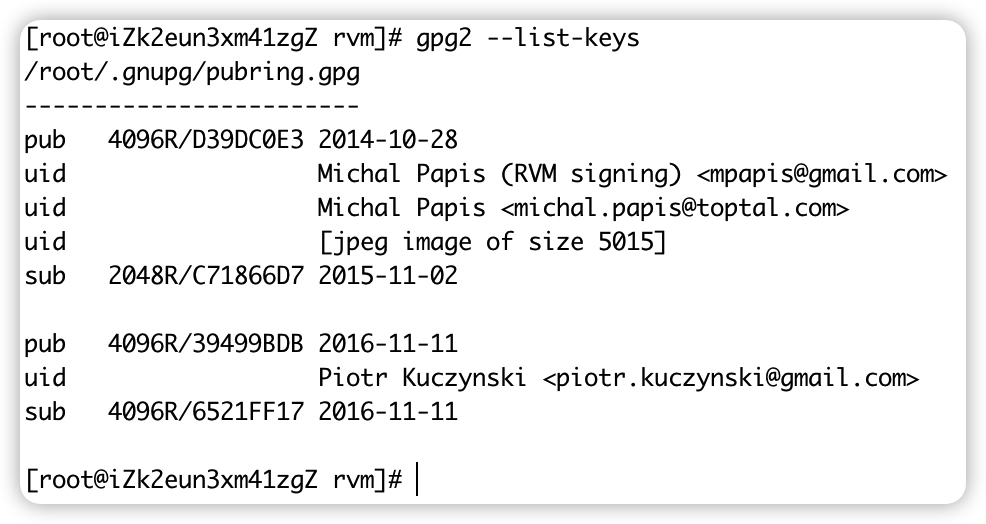 [root@iZk2eun3xm41zgZ rvm]# gpg2 --list-keys
/root/.gnupg/pubring.gpg
------------------------
pub   4096R/D39DC0E3 2014-10-28
uid                  Michal Papis (RVM signing) <mpapis@gmail.com>
uid                  Michal Papis <michal.papis@toptal.com>
uid                  [jpeg image of size 5015]
sub   2048R/C71866D7 2015-11-02
pub   4096R/39499BDB 2016-11-11
uid                  Piotr Kuczynski <piotr.kuczynski@gmail.com>
sub   4096R/6521FF17 2016-11-11
[root@iZk2eun3xm41zgZ rvm]#